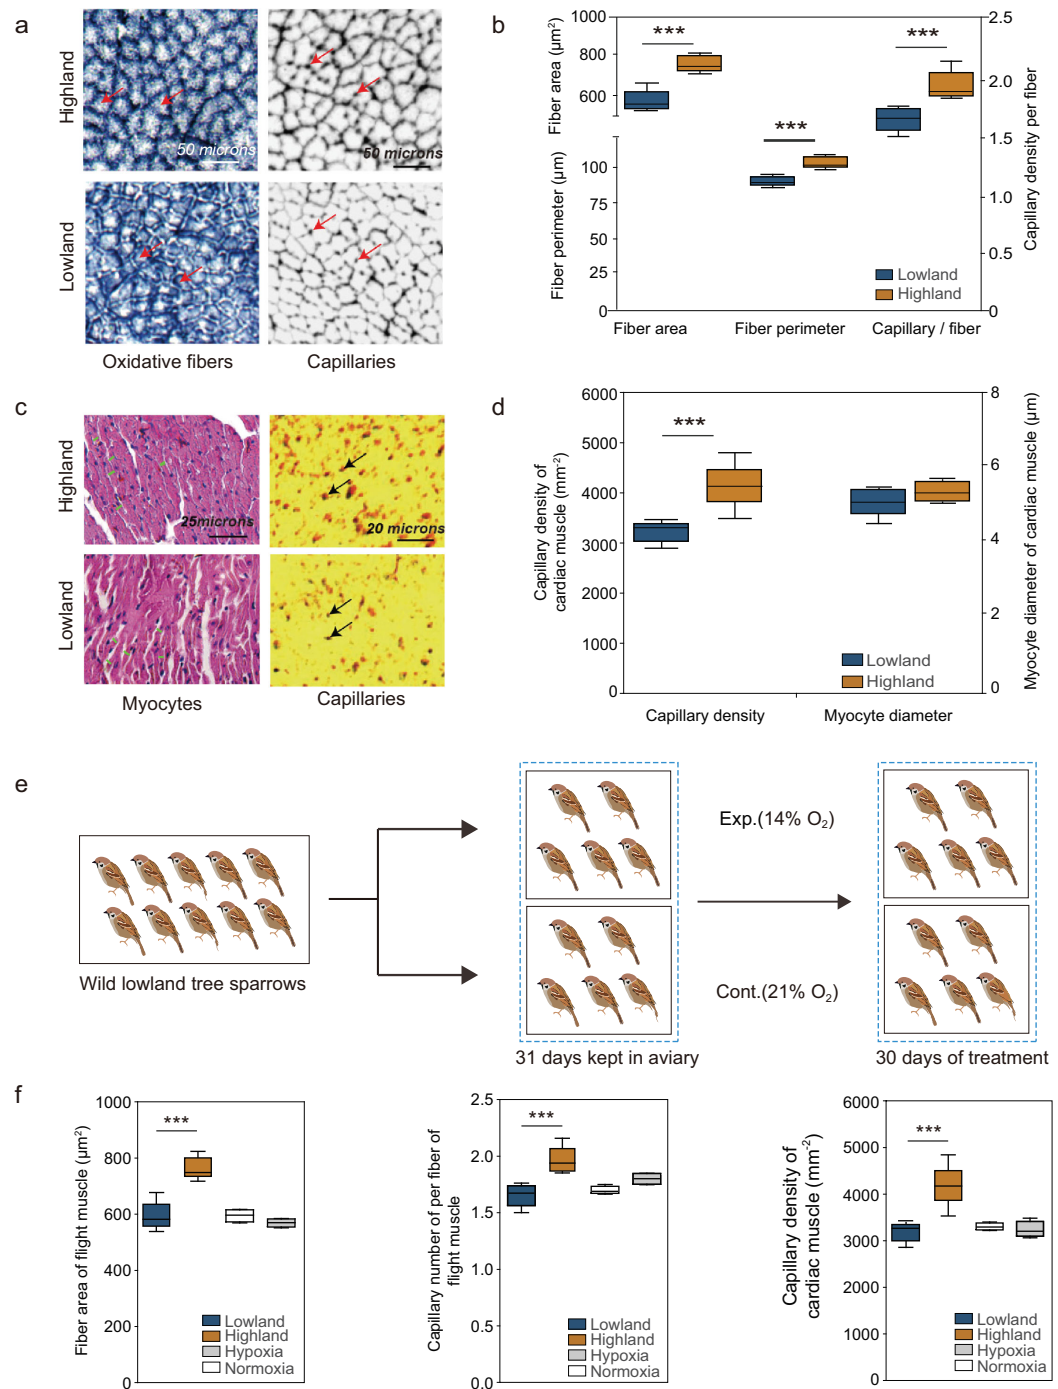 a
Highland
50 microns
50 microns
Lowland
Oxidative fibers
Capillaries
b
Fiber area (µm²)
Fiber perimeter (µm)
1000
800
600
100
75
50
25
0
***
***
***
2.5
2.0
1.5
1.0
0.5
0
Capillary density per fiber
Lowland
Highland
Fiber area
Fiber perimeter
Capillary / fiber
c
Highland
25microns
20 microns
Lowland
Myocytes
Capillaries
d
Capillary density of
cardiac muscle (mm⁻²)
6000
5000
4000
3000
2000
1000
0
***
8
6
4
2
0
Myocyte diameter of cardiac muscle (µm)
Lowland
Highland
Capillary density
Myocyte diameter
e
Wild lowland tree sparrows
Exp.(14% O₂)
Cont.(21% O₂)
31 days kept in aviary
30 days of treatment
f
Fiber area of flight muscle (µm²)
1000
800
600
400
200
0
***
Lowland
Highland
Hypoxia
Normoxia
Capillary number of per fiber of
flight muscle
2.5
2.0
1.5
1.0
0.5
0.0
***
Lowland
Highland
Hypoxia
Normoxia
Capillary density of
cardiac muscle (mm⁻²)
6000
5000
4000
3000
2000
1000
0
***
Lowland
Highland
Hypoxia
Normoxia